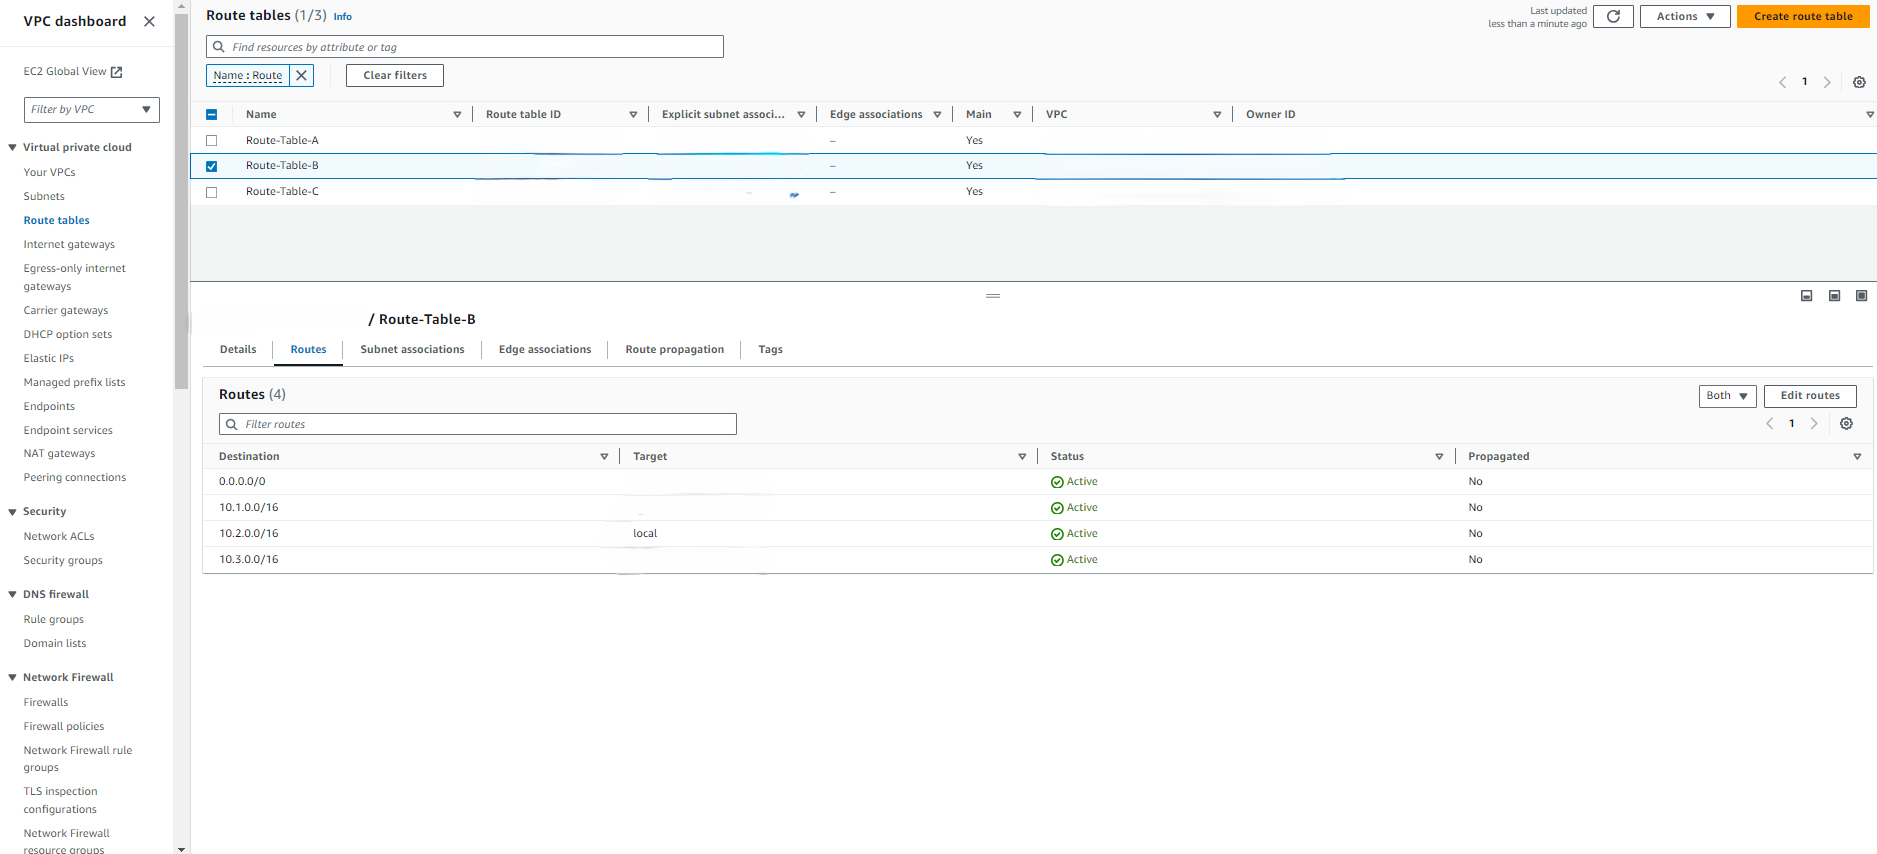 VPC dashboard
EC2 Global View
Filter by VPC
Virtual private cloud
Your VPCs
Subnets
Route tables
Internet gateways
Egress-only internet
gateways
Carrier gateways
DHCP option sets
Elastic IPs
Managed prefix lists
Endpoints
Endpoint services
NAT gateways
Peering connections
Security
Network ACLs
Security groups
DNS firewall
Rule groups
Domain lists
Network Firewall
Firewalls
Firewall policies
Network Firewall rule
groups
TLS inspection
configurations
Network Firewall
resource groups
Route tables (1/3) Info
Last updated
less than a minute ago
Actions
Create route table
Find resources by attribute or tag
Name : Route
Clear filters
1
Name Route table ID Explicit subnet associ... Edge associations Main VPC Owner ID
Route-Table-A – Yes
Route-Table-B – Yes
Route-Table-C – – Yes
/ Route-Table-B
Details Routes Subnet associations Edge associations Route propagation Tags
Routes (4)
Both
Edit routes
Filter routes
1
Destination Target Status Propagated
0.0.0.0/0 Active No
10.1.0.0/16 Active No
10.2.0.0/16 local Active No
10.3.0.0/16 Active No